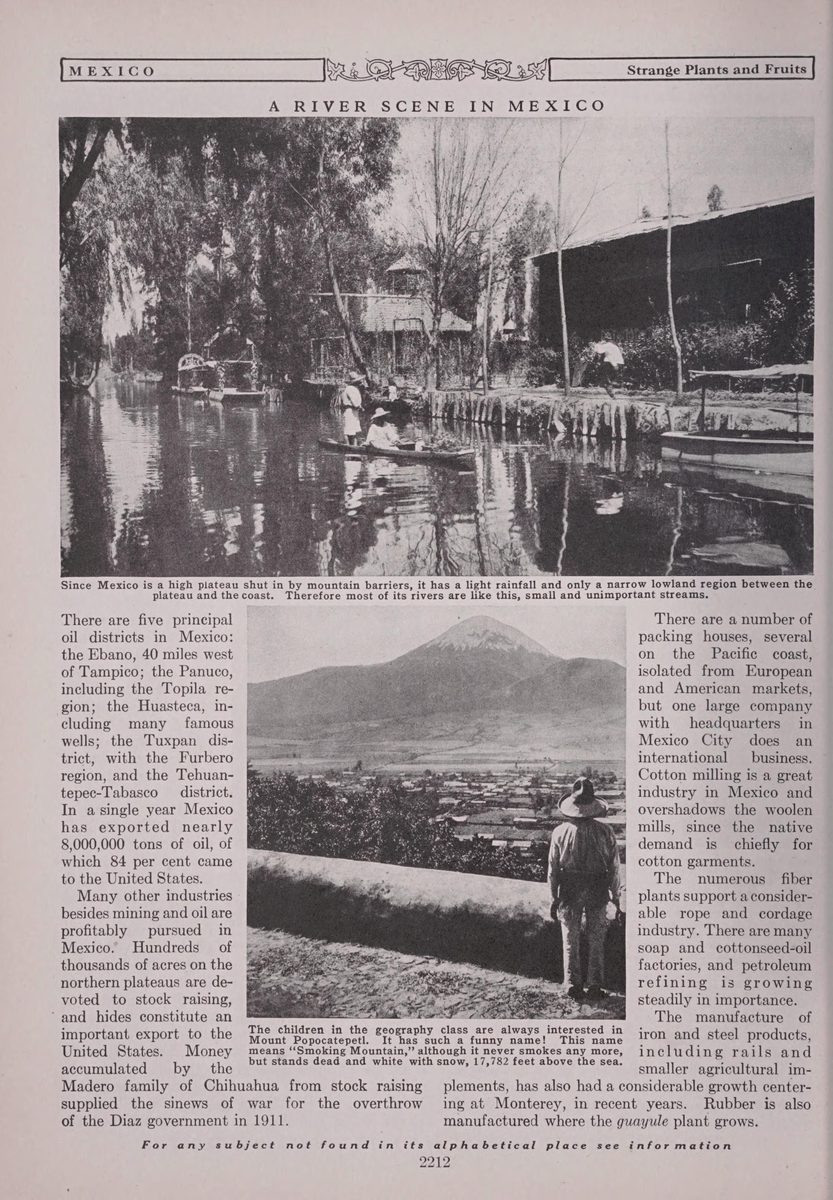 MEXICO
Strange Plants and Fruits
A RIVER SCENE IN MEXICO
Since Mexico is a high plateau shut in by mountain barriers, it has a light rainfall and only a narrow lowland region between the
plateau and the coast. Therefore most of its rivers are like this, small and unimportant streams.
There are five principal
oil districts in Mexico:
the Ebano, 40 miles west
of Tampico; the Panuco,
including the Topila re-
gion; the Huasteca, in-
cluding many famous
wells; the Tuxpan dis-
trict, with the Furbero
region, and the Tehuan-
tepec-Tabasco district.
In a single year Mexico
has exported nearly
8,000,000 tons of oil, of
which 84 per cent came
to the United States.
Many other industries
besides mining and oil are
profitably pursued in
Mexico. Hundreds of
thousands of acres on the
northern plateaus are de-
voted to stock raising,
and hides constitute an
important export to the
United States. Money
accumulated by the
Madero family of Chihuahua from stock raising
supplied the sinews of war for the overthrow
of the Diaz government in 1911.
The children in the geography class are always interested in
Mount Popocatepetl. It has such a funny name! This name
means "Smoking Mountain," although it never smokes any more,
but stands dead and white with snow, 17,782 feet above the sea.
There are a number of
packing houses, several
on the Pacific coast,
isolated from European
and American markets,
but one large company
with headquarters in
Mexico City does an
international business.
Cotton milling is a great
industry in Mexico and
overshadows the woolen
mills, since the native
demand is chiefly for
cotton garments.
The numerous fiber
plants support a consider-
able rope and cordage
industry. There are many
soap and cottonseed-oil
factories, and petroleum
refining is growing
steadily in importance.
The manufacture of
iron and steel products,
including rails and
smaller agricultural im-
plements, has also had a considerable growth center-
ing at Monterey, in recent years. Rubber is also
manufactured where the guayule plant grows.
For any subject not found in its alphabetical place see information
2212